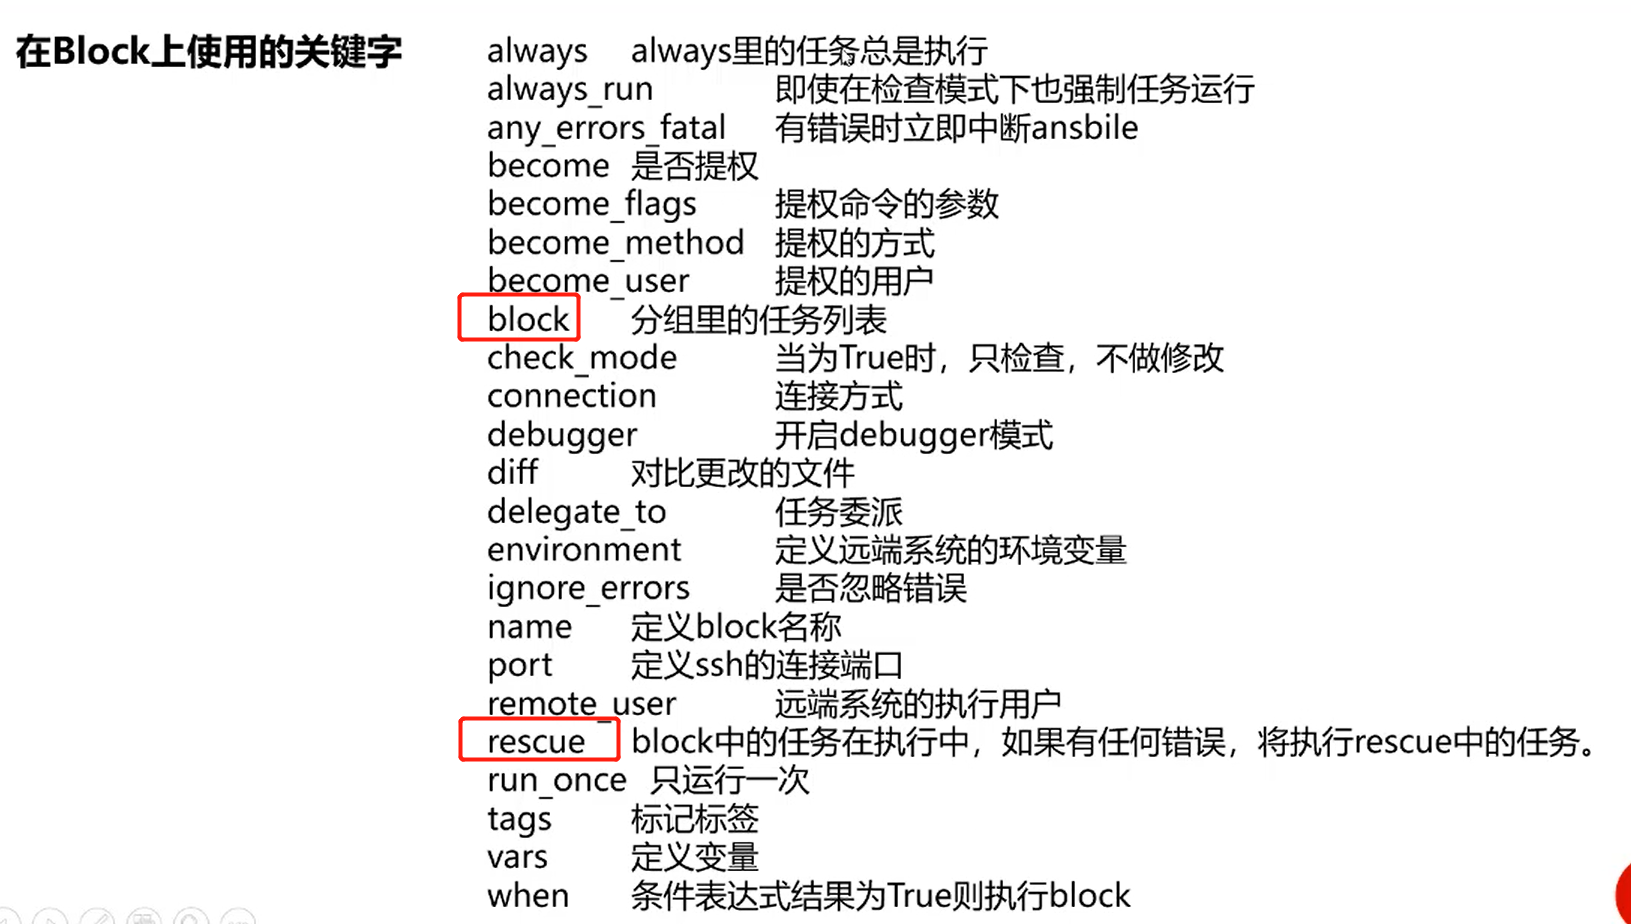 在Block上使用的关键字
always always里的任务总是执行
always_run 即使在检查模式下也强制任务运行
any_errors_fatal 有错误时立即中断ansbile
become 是否提权
become_flags 提权命令的参数
become_method 提权的方式
become_user 提权的用户
block 分组里的任务列表
check_mode 当为True时，只检查，不做修改
connection 连接方式
debugger 开启debugger模式
diff 对比更改的文件
delegate_to 任务委派
environment 定义远端系统的环境变量
ignore_errors 是否忽略错误
name 定义block名称
port 定义ssh的连接端口
remote_user 远端系统的执行用户
rescue block中的任务在执行中，如果有任何错误，将执行rescue中的任务。
run_once 只运行一次
tags 标记标签
vars 定义变量
when 条件表达式结果为True则执行block